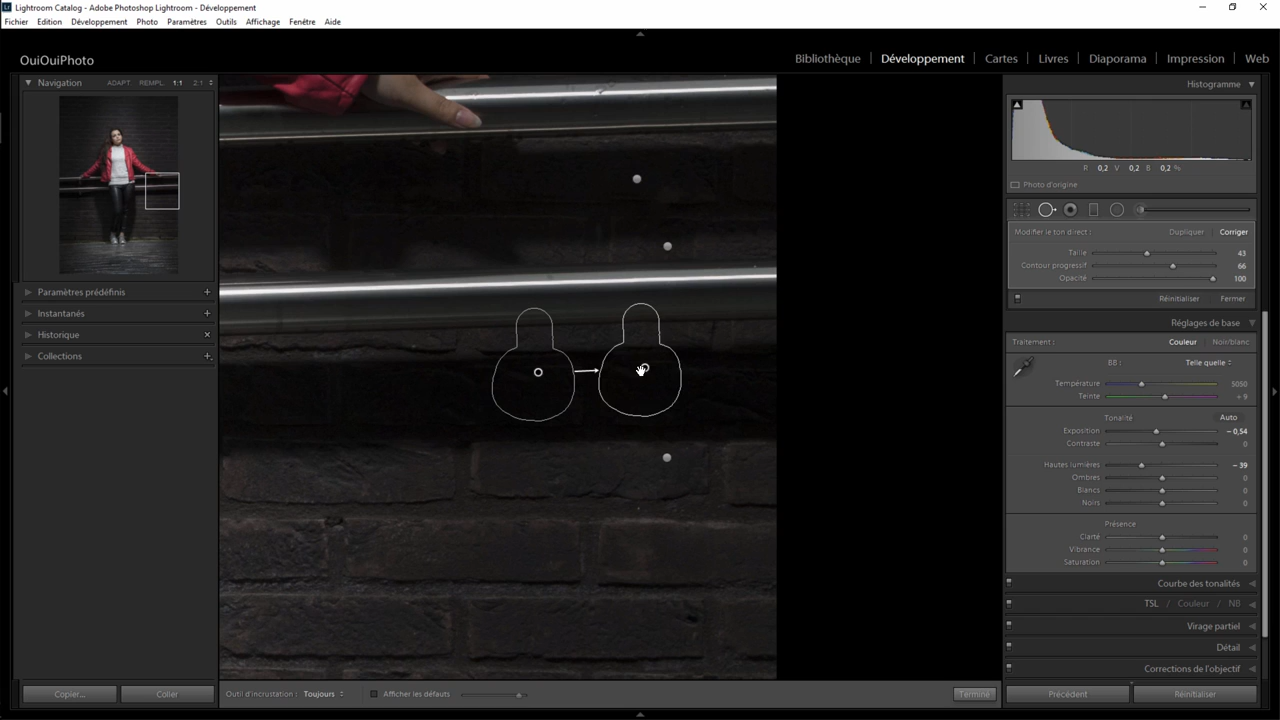 Lightroom Catalog - Adobe Photoshop Lightroom - Développement
Fichier Edition Développement Photo Paramètres Outils Affichage Fenêtre Aide
OuiOuiPhoto
Bibliothèque | Développement | Cartes | Livres | Diaporama | Impression | Web
Navigation ADAPT. REMPL. 1:1 2:1
Histogramme
R 0,2 V 0,2 B 0,2 %
Photo d'origine
Modifier le ton direct : Dupliquer Corriger
Taille 43
Contour progressif 66
Opacité 100
Réinitialiser Fermer
Paramètres prédéfinis
Instantanés
Historique
Collections
Réglages de base
Traitement : Couleur Noir/blanc
BB : Telle quelle
Température 5050
Teinte + 9
Tonalité Auto
Exposition - 0,54
Contraste 0
Hautes lumières - 39
Ombres 0
Blancs 0
Noirs 0
Présence
Clarté 0
Vibrance 0
Saturation 0
Courbe des tonalités
TSL / Couleur / NB
Virage partiel
Détail
Corrections de l'objectif
Copier... Coller
Outil d'incrustation : Toujours Afficher les défauts Terminé
Précédent Réinitialiser